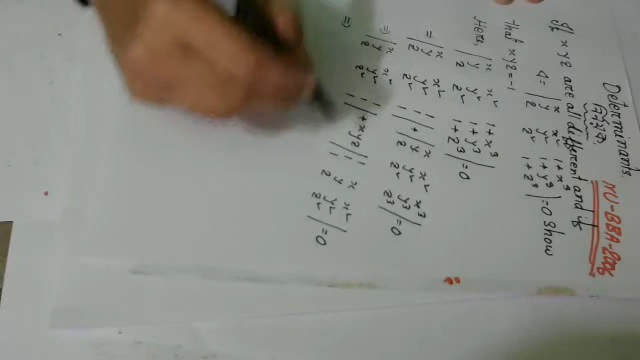 Determinants.
NU-BBA-2006
If x y z are all different and if
Δ = | x x² 1+x³ |
| y y² 1+y³ | = 0 show
| z z² 1+z³ |
that xyz = -1
Here, | x x² 1+x³ |
| y y² 1+y³ | = 0
| z z² 1+z³ |
= | x x² 1 | + | x x² x³ |
| y y² 1 | + | y y² y³ | = 0
| z z² 1 | | z z² z³ |
⇒ | x x² 1 | + xyz | 1 x x² |
| y y² 1 | | 1 y y² | = 0
| z z² | | z z² |
⇒